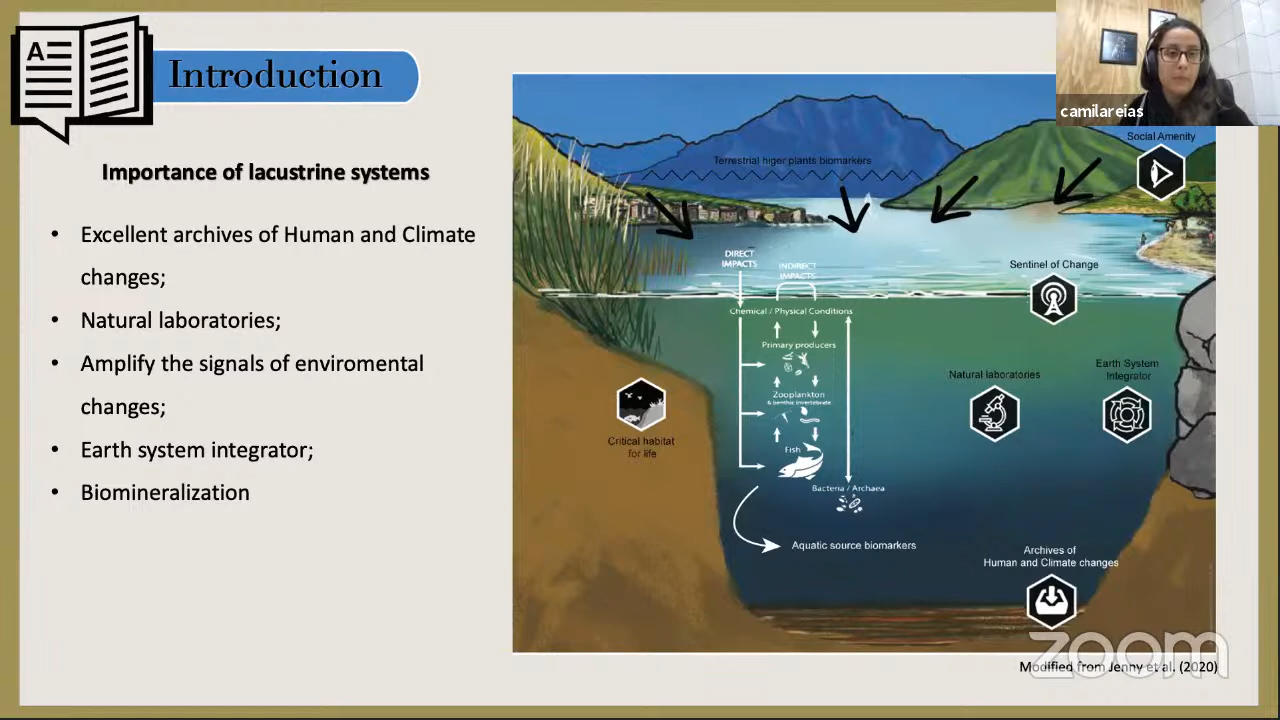 A
Introduction
camilareias
Importance of lacustrine systems
• Excellent archives of Human and Climate
changes;
• Natural laboratories;
• Amplify the signals of enviromental
changes;
• Earth system integrator;
• Biomineralization
Social Amenity
Terrestrial higer plants biomarkers
DIRECT
IMPACTS
INDIRECT
IMPACTS
Sentinel of Change
Chemical / Physical Conditions
Primary producers
Zooplankton
& benthic invertebrate
Fish
Bacteria / Archaea
Natural laboratories
Earth System
Integrator
Critical habitat
for life
Aquatic source biomarkers
Archives of
Human and Climate changes
zoom
Modified from Jenny et al. (2020)